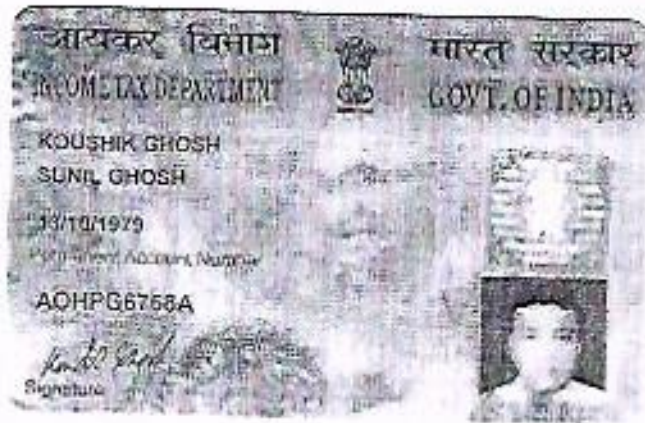 आयकर विभाग
INCOME TAX DEPARTMENT
भारत सरकार
GOVT. OF INDIA
KOUSHIK GHOSH
SUNIL GHOSH
13/10/1979
Permanent Account Number
AOHPG6758A
Signature